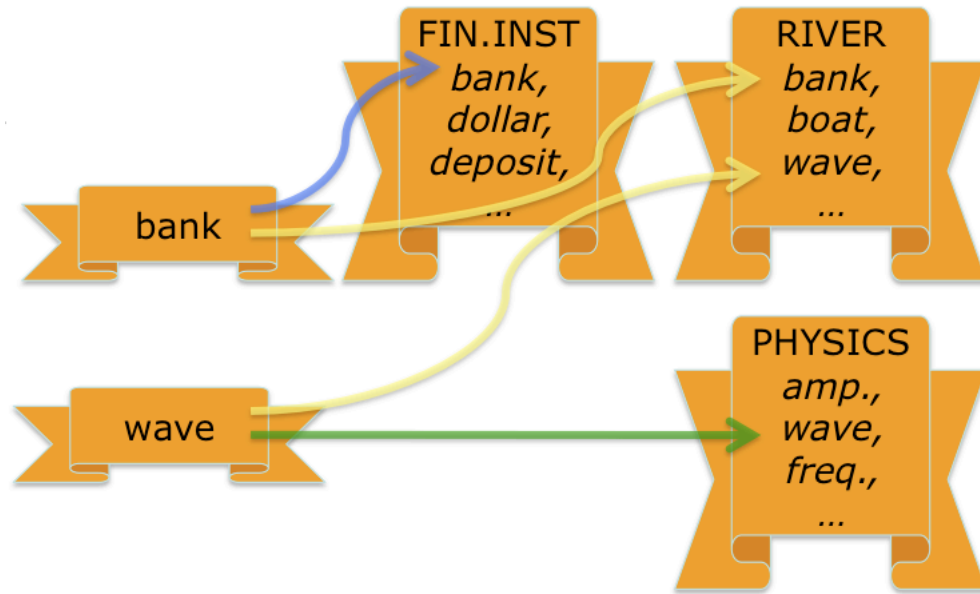 FIN.INST
bank,
dollar,
deposit,
...
RIVER
bank,
boat,
wave,
...
bank
PHYSICS
amp.,
wave,
freq.,
...
wave